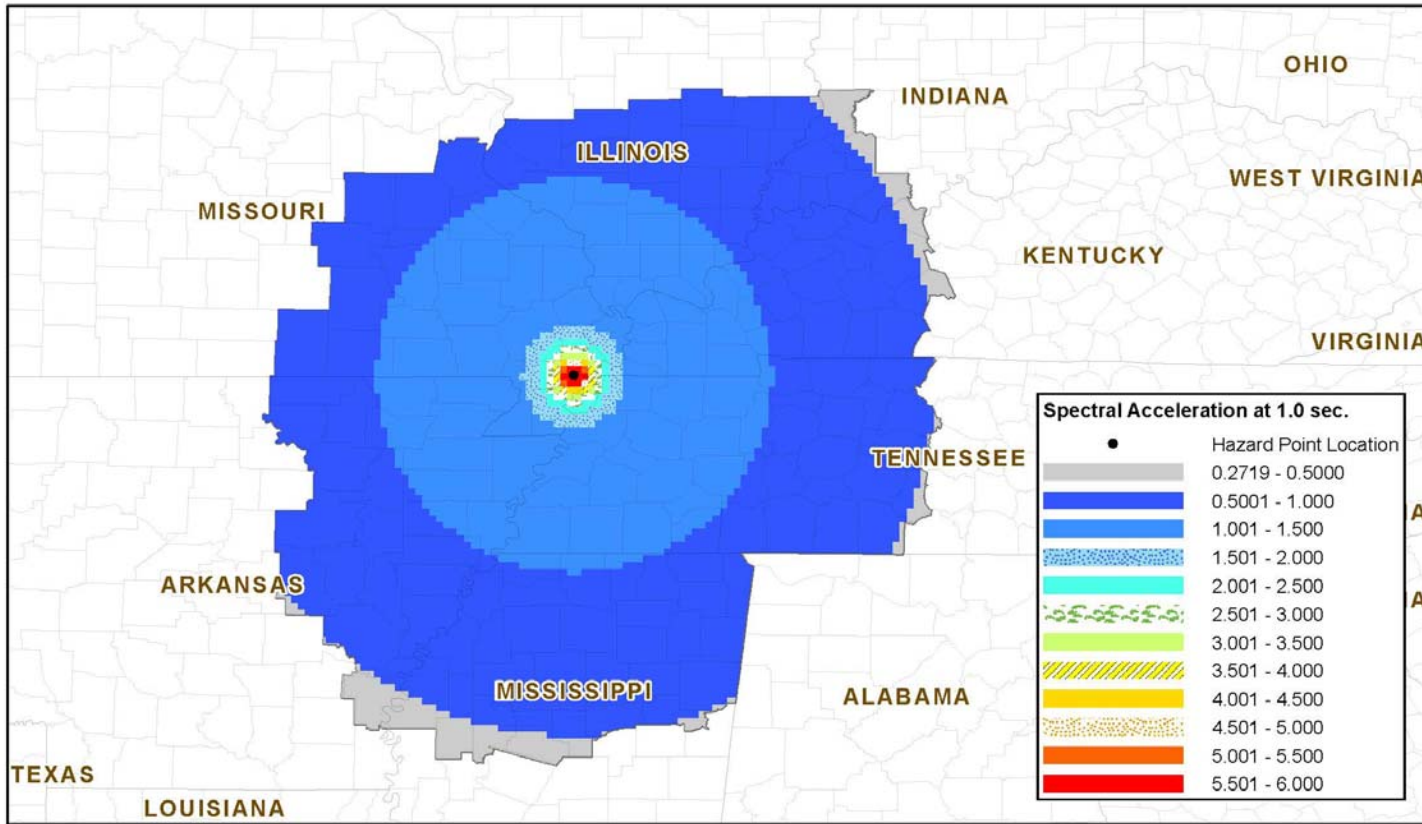 OHIO
INDIANA
ILLINOIS
WEST VIRGINIA
MISSOURI
KENTUCKY
VIRGINIA
TENNESSEE
ARKANSAS
MISSISSIPPI
ALABAMA
TEXAS
LOUISIANA
A
A
Spectral Acceleration at 1.0 sec.
Hazard Point Location
0.2719 - 0.5000
0.5001 - 1.000
1.001 - 1.500
1.501 - 2.000
2.001 - 2.500
2.501 - 3.000
3.001 - 3.500
3.501 - 4.000
4.001 - 4.500
4.501 - 5.000
5.001 - 5.500
5.501 - 6.000